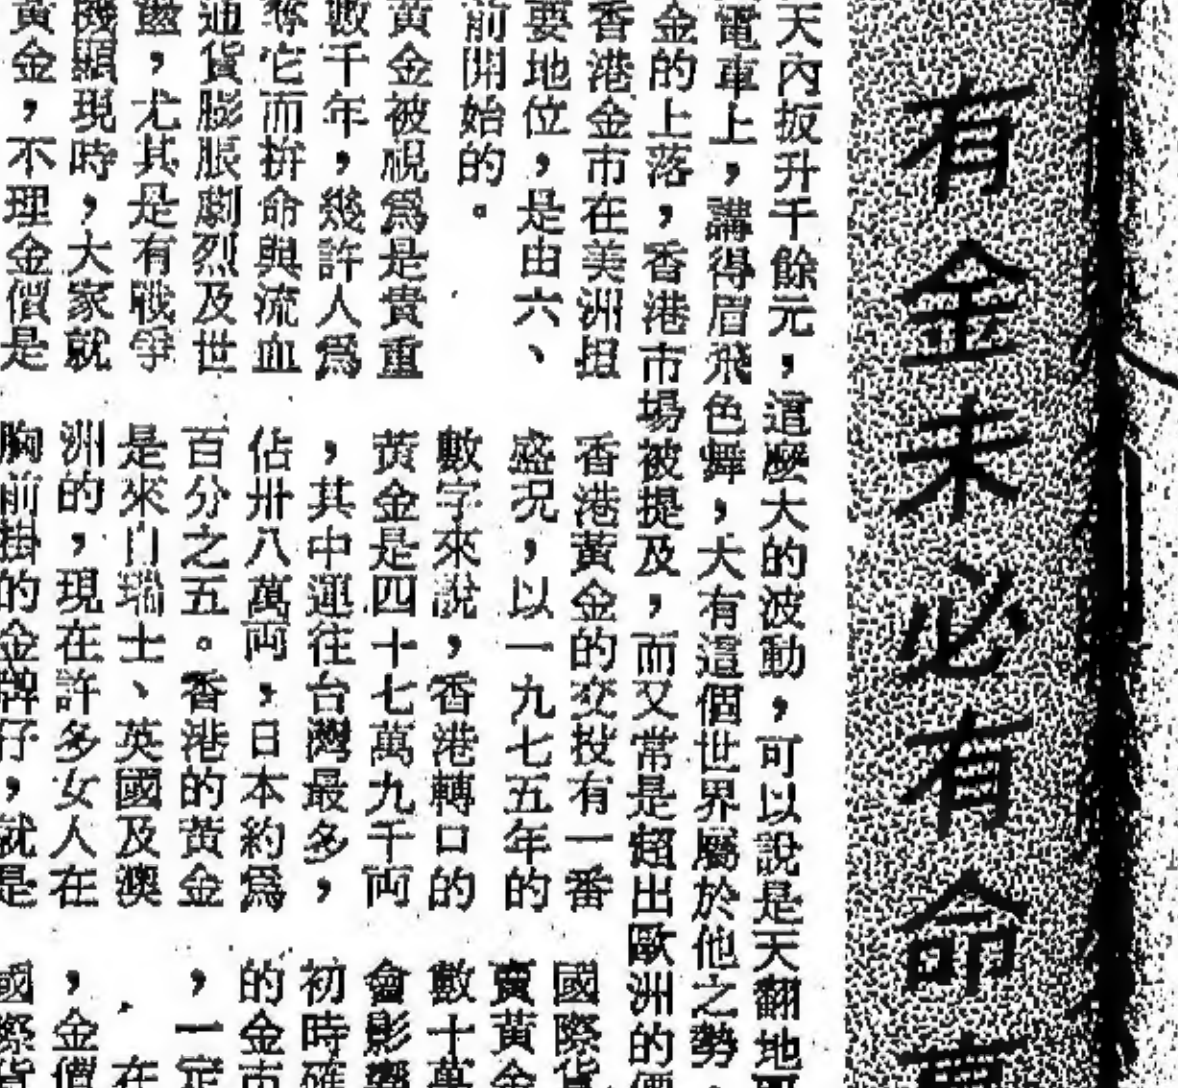 有金未必有命
天內扳升千餘元，這麼大的波動，可以說是天翻地
電車上，講得眉飛色舞，大有這個世界屬於他之勢，
金的上落，香港市場被提及，而又常是超出歐洲的價
香港金市在美洲担
要地位，是由六、
前開始的。
黃金被視爲是貴重
數千年，幾許人爲
奪它而拚命與流血
通貨膨脹劇烈及世
盪，尤其是有戰爭
機顯現時，大家就
黃金，不理金價是
香港黃金的交投有一番
盛况，以一九七五年的
數字來說，香港轉口的
黃金是四十七萬九千両
，其中運往台灣最多，
佔卅八萬両，日本約爲
百分之五。香港的黃金
是來自瑞士、英國及澳
洲的，現在許多女人在
胸前掛的金牌仔，就是
國際貨
賣黃金
數十萬
會影響
初時確
的金市
，一定
在
，金價
國際貨